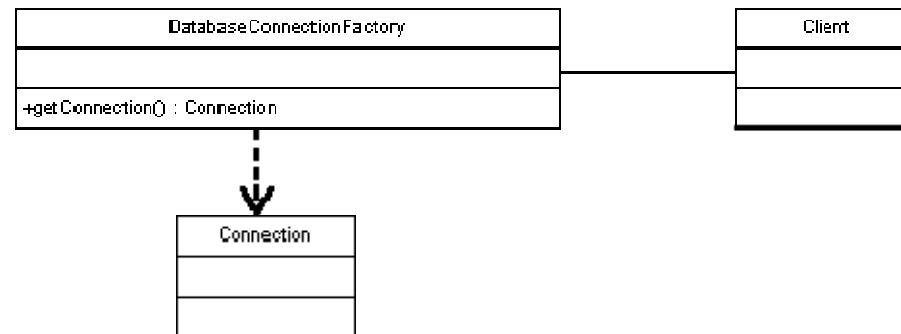 DatabaseConnectionFactory
Client
+getConnection() : Connection
Connection